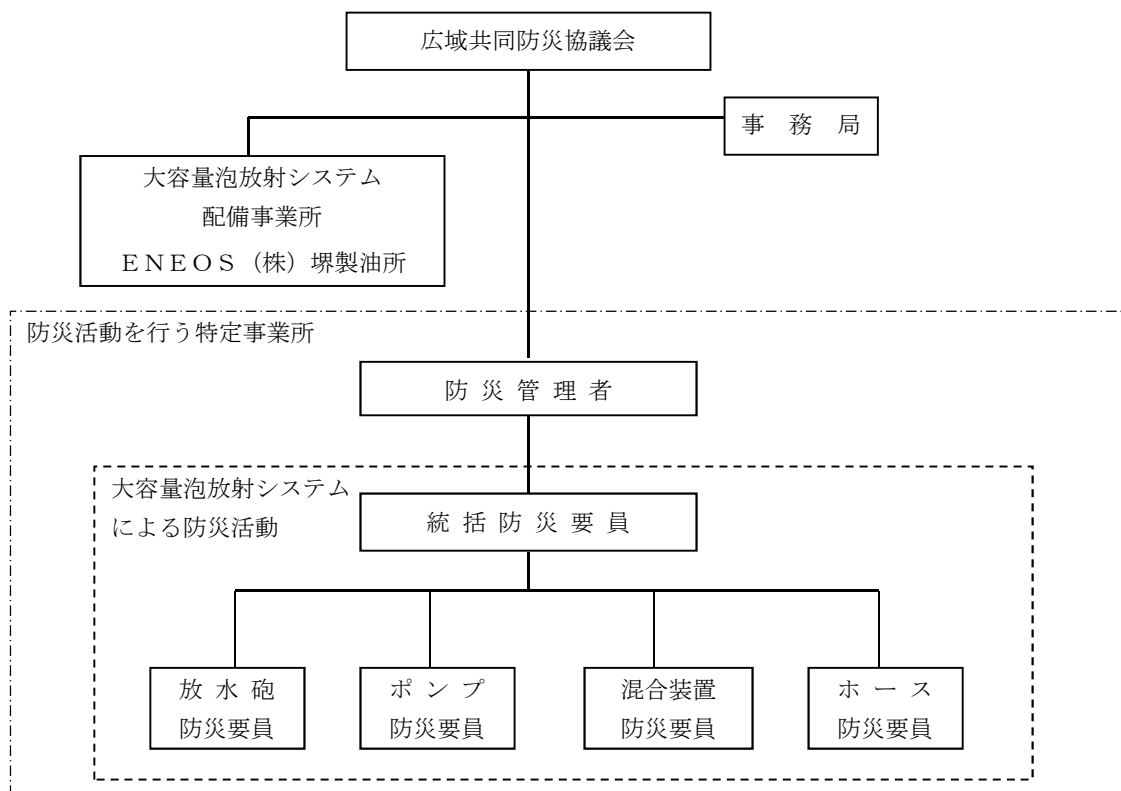 広域共同防災協議会
事　務　局
大容量泡放射システム
配備事業所
ＥＮＥＯＳ（株）堺製油所
防災活動を行う特定事業所
防 災 管 理 者
大容量泡放射システム
による防災活動
統 括 防 災 要 員
放 水 砲
防災要員
ポ ン プ
防災要員
混合装置
防災要員
ホ ー ス
防災要員